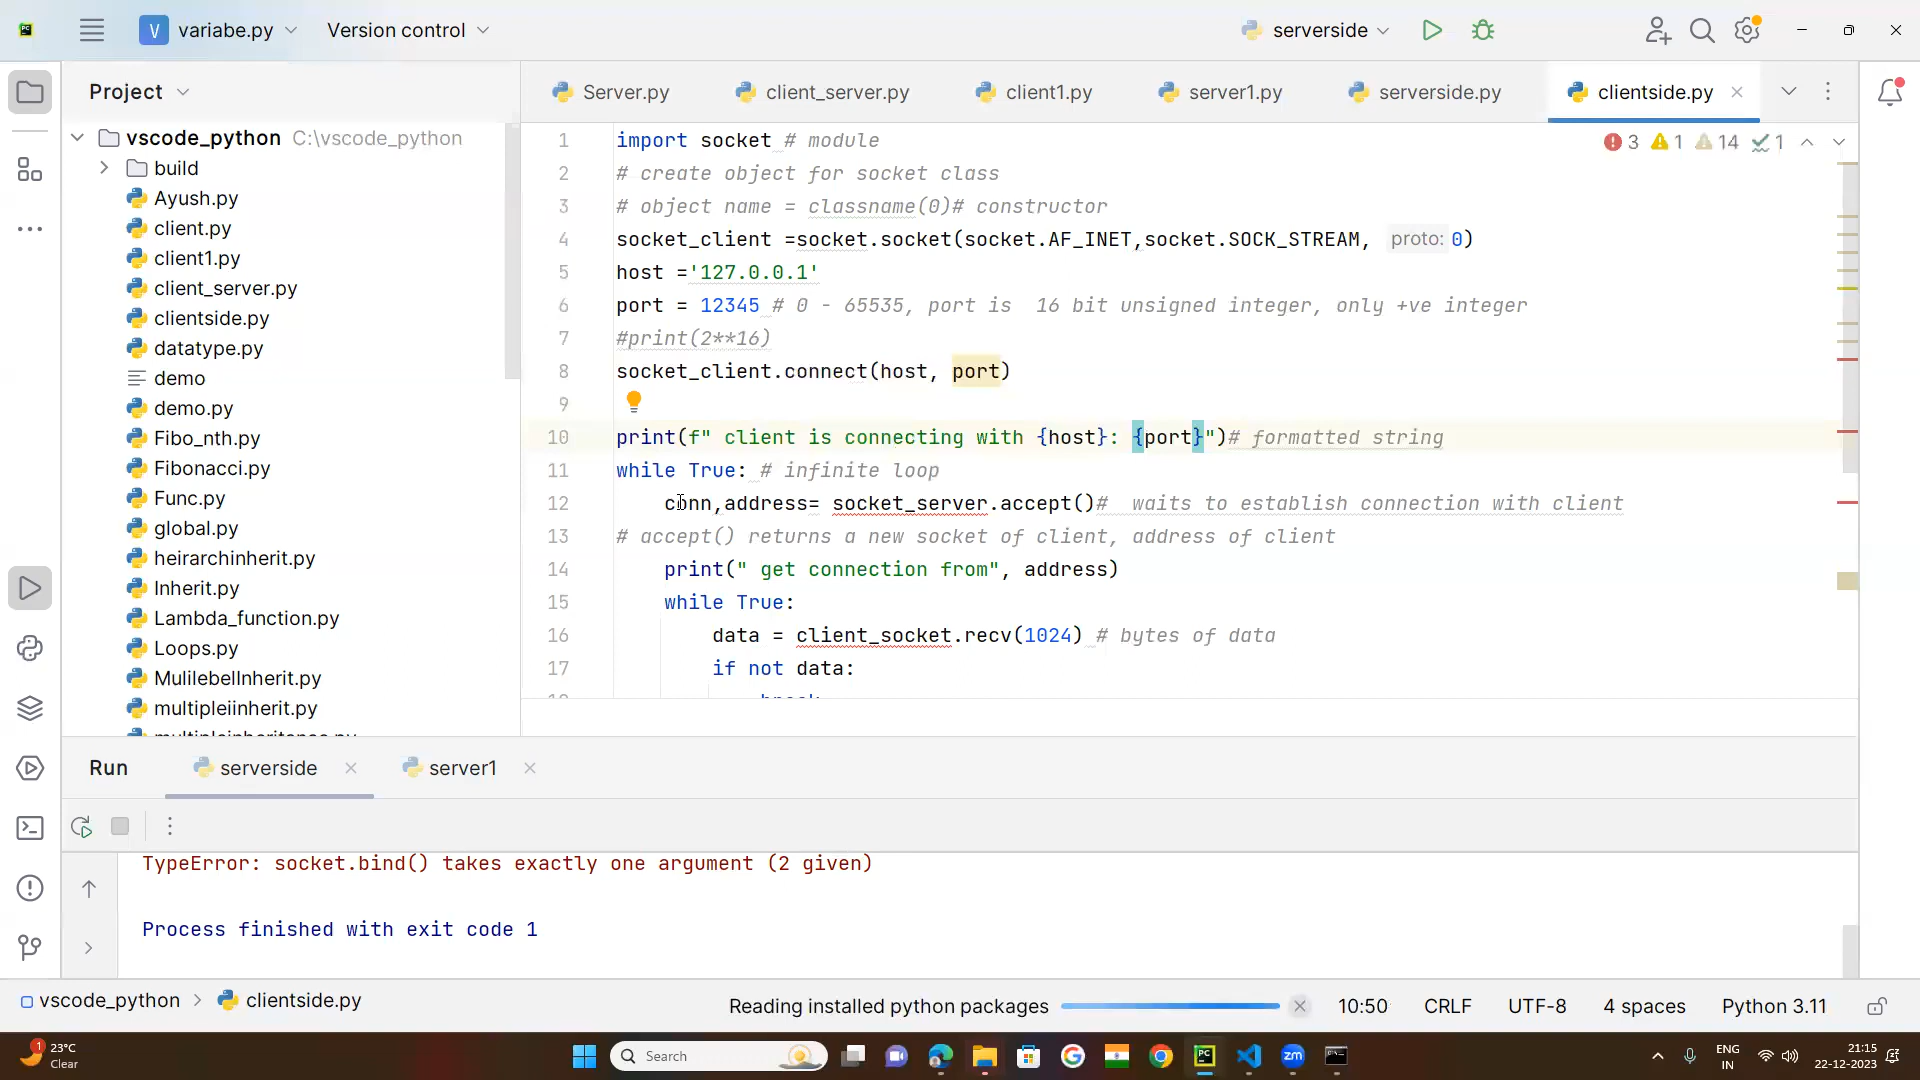 PC
V variabe.py Version control serverside
Project
Server.py client_server.py client1.py server1.py serverside.py clientside.py
vscode_python C:\vscode_python
build
Ayush.py
client.py
client1.py
client_server.py
clientside.py
datatype.py
demo
demo.py
Fibo_nth.py
Fibonacci.py
Func.py
global.py
heirarchinherit.py
Inherit.py
Lambda_function.py
Loops.py
MulilebelInherit.py
multipleiinherit.py
3 1 14 1
1 import socket # module
2 # create object for socket class
3 # object name = classname(0)# constructor
4 socket_client =socket.socket(socket.AF_INET,socket.SOCK_STREAM, proto: 0)
5 host ='127.0.0.1'
6 port = 12345 # 0 - 65535, port is  16 bit unsigned integer, only +ve integer
7 #print(2**16)
8 socket_client.connect(host, port)
9
10 print(f" client is connecting with {host}: {port}")# formatted string
11 while True: # infinite loop
12     conn,address= socket_server.accept()#  waits to establish connection with client
13 # accept() returns a new socket of client, address of client
14     print(" get connection from", address)
15     while True:
16         data = client_socket.recv(1024) # bytes of data
17         if not data:
Run serverside server1
TypeError: socket.bind() takes exactly one argument (2 given)
Process finished with exit code 1
vscode_python clientside.py Reading installed python packages 10:50 CRLF UTF-8 4 spaces Python 3.11
1 23°C
Clear
Search
PC
zm
ENG
IN
21:15
22-12-2023